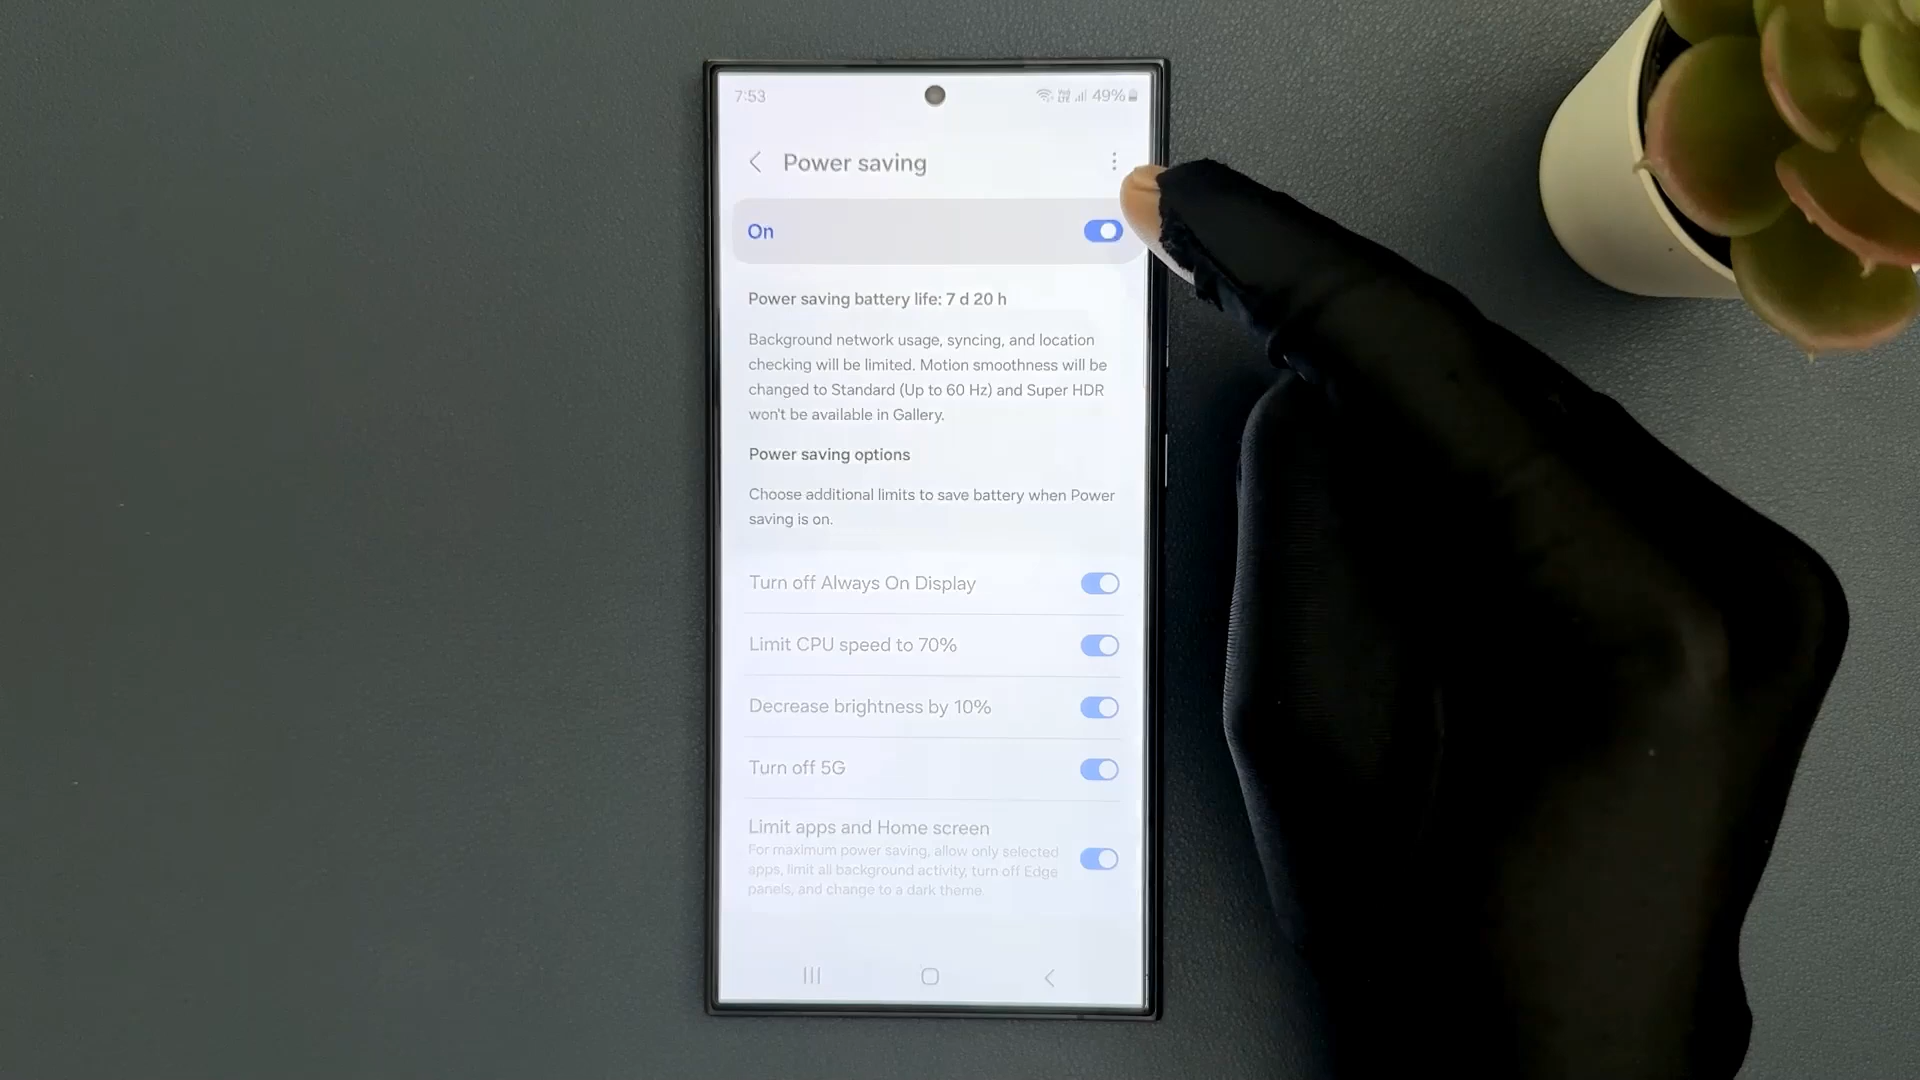 7:53
49%
Power saving
On
Power saving battery life: 7 d 20 h
Background network usage, syncing, and location
checking will be limited. Motion smoothness will be
changed to Standard (Up to 60 Hz) and Super HDR
won't be available in Gallery.
Power saving options
Choose additional limits to save battery when Power
saving is on.
Turn off Always On Display
Limit CPU speed to 70%
Decrease brightness by 10%
Turn off 5G
Limit apps and Home screen
For maximum power saving, allow only selected
apps, limit all background activity, turn off Edge
panels, and change to a dark theme.